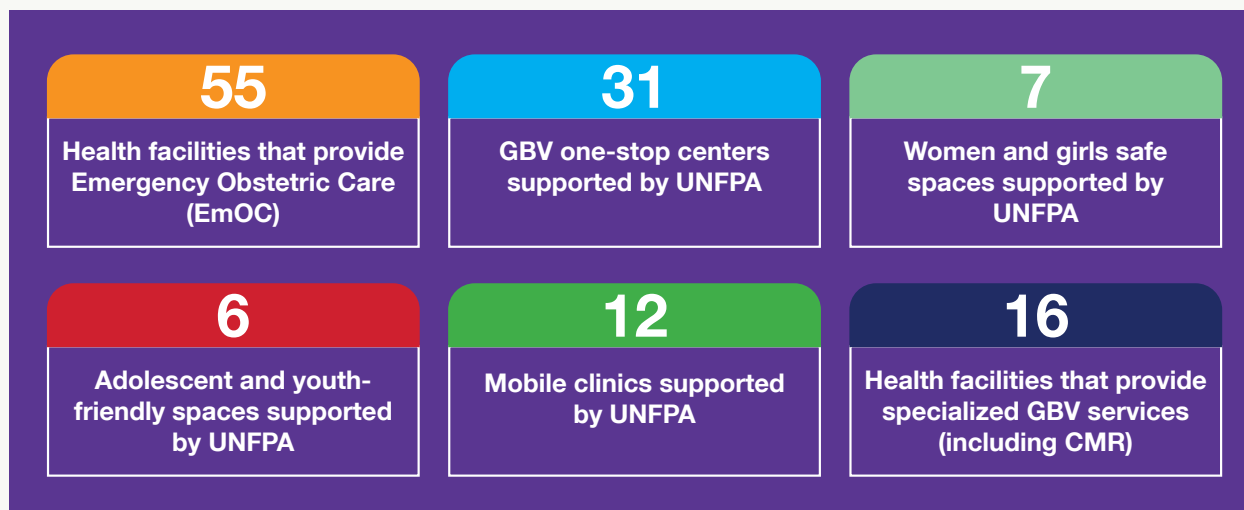 55
Health facilities that provide
Emergency Obstetric Care
(EmOC)
31
GBV one-stop centers
supported by UNFPA
7
Women and girls safe
spaces supported by
UNFPA
6
Adolescent and youth-
friendly spaces supported
by UNFPA
12
Mobile clinics supported
by UNFPA
16
Health facilities that provide
specialized GBV services
(including CMR)